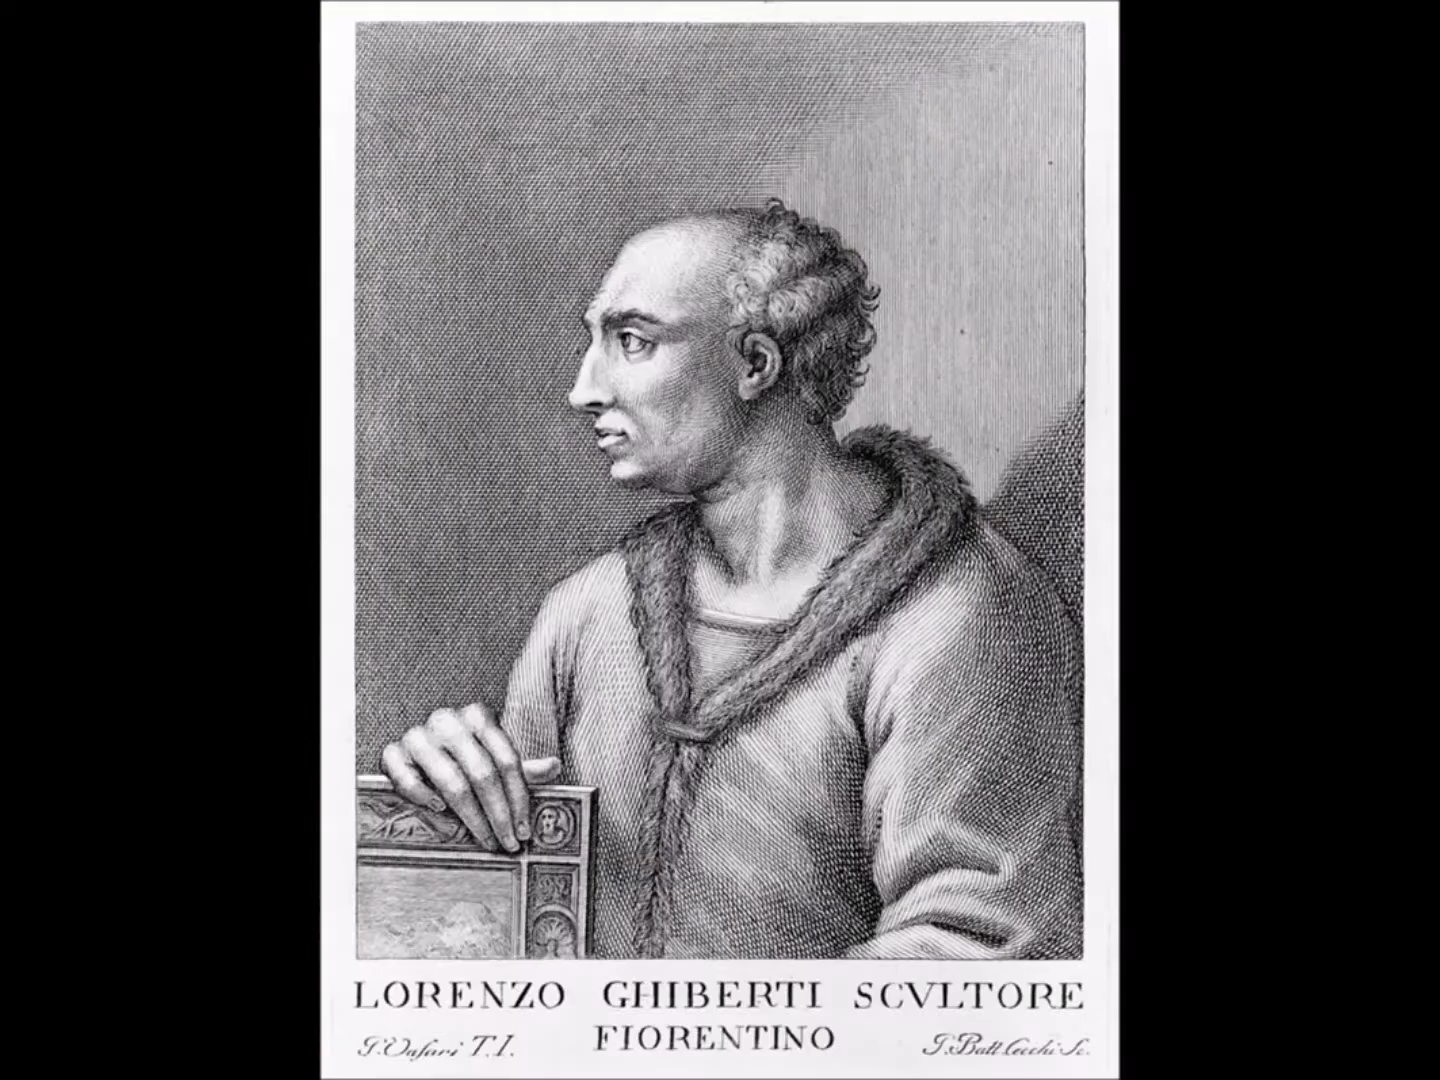 LORENZO GHIBERTI SCVLTORE
FIORENTINO
G. Vasari T.I.
G. Batt. Cecchi Sc.